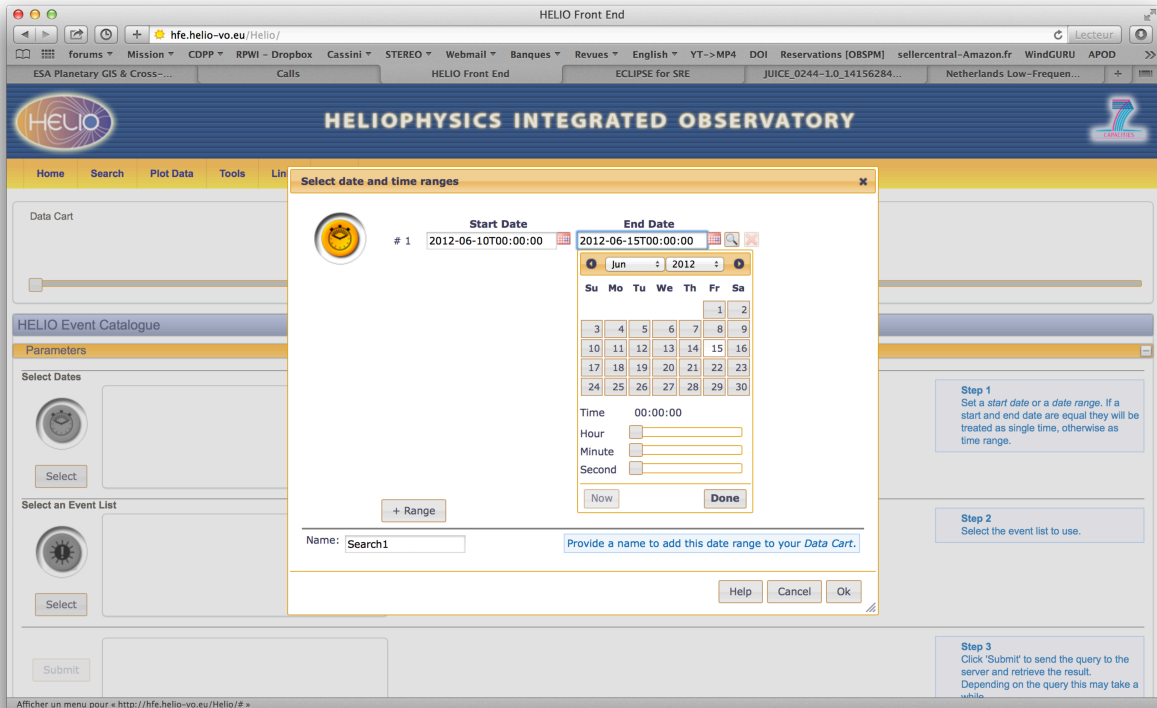 HELIO Front End
hfe.helio-vo.eu/Helio/
Lecteur
forums Mission CDPP RPWI – Dropbox Cassini STEREO Webmail Banques Revues English YT->MP4 DOI Reservations [OBSPM] sellercentral-Amazon.fr WindGURU APOD >>
ESA Planetary GIS & Cross-... Calls HELIO Front End ECLIPSE for SRE JUICE_0244-1.0_14156284... Netherlands Low-Frequen... +
HELIO HELIOPHYSICS INTEGRATED OBSERVATORY 7
CAPACITIES
Home Search Plot Data Tools Lin
Select date and time ranges
Data Cart
Start Date End Date
# 1 2012-06-10T00:00:00 2012-06-15T00:00:00
Jun 2012
Su Mo Tu We Th Fr Sa
1 2
3 4 5 6 7 8 9
10 11 12 13 14 15 16
17 18 19 20 21 22 23
24 25 26 27 28 29 30
Time 00:00:00
Hour
Minute
Second
Now Done
+ Range
Name: Search1 Provide a name to add this date range to your Data Cart.
Help Cancel Ok
HELIO Event Catalogue
Parameters
Select Dates
Select
Step 1
Set a start date or a date range. If a
start and end date are equal they will be
treated as single time, otherwise as
time range.
Select an Event List
Select
Step 2
Select the event list to use.
Submit
Step 3
Click 'Submit' to send the query to the
server and retrieve the result.
Depending on the query this may take a
while.
Afficher un menu pour « http://hfe.helio-vo.eu/Helio/# »